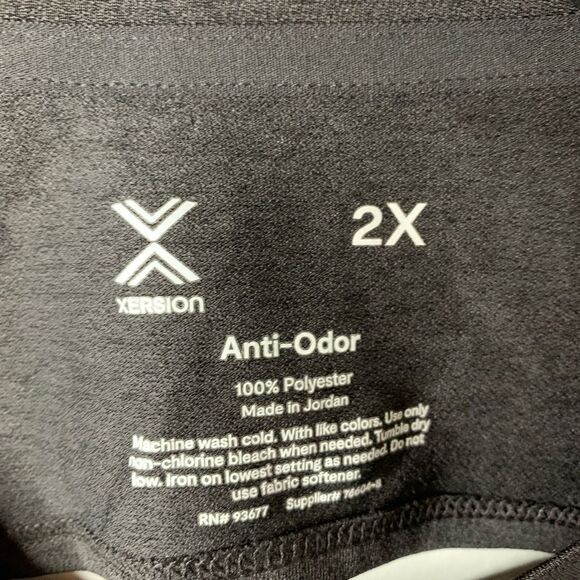 2X
XERSION
Anti-Odor
100% Polyester
Made in Jordan
Machine wash cold. With like colors. Use only
non-chlorine bleach when needed. Tumble dry
low. Iron on lowest setting as needed. Do not
use fabric softener.
RN# 93677 Supplier#